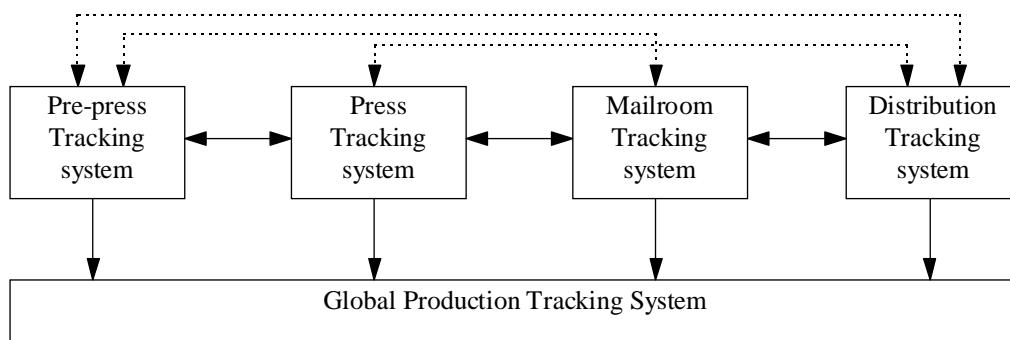 Pre-press
Tracking
system
Press
Tracking
system
Mailroom
Tracking
system
Distribution
Tracking
system
Global Production Tracking System